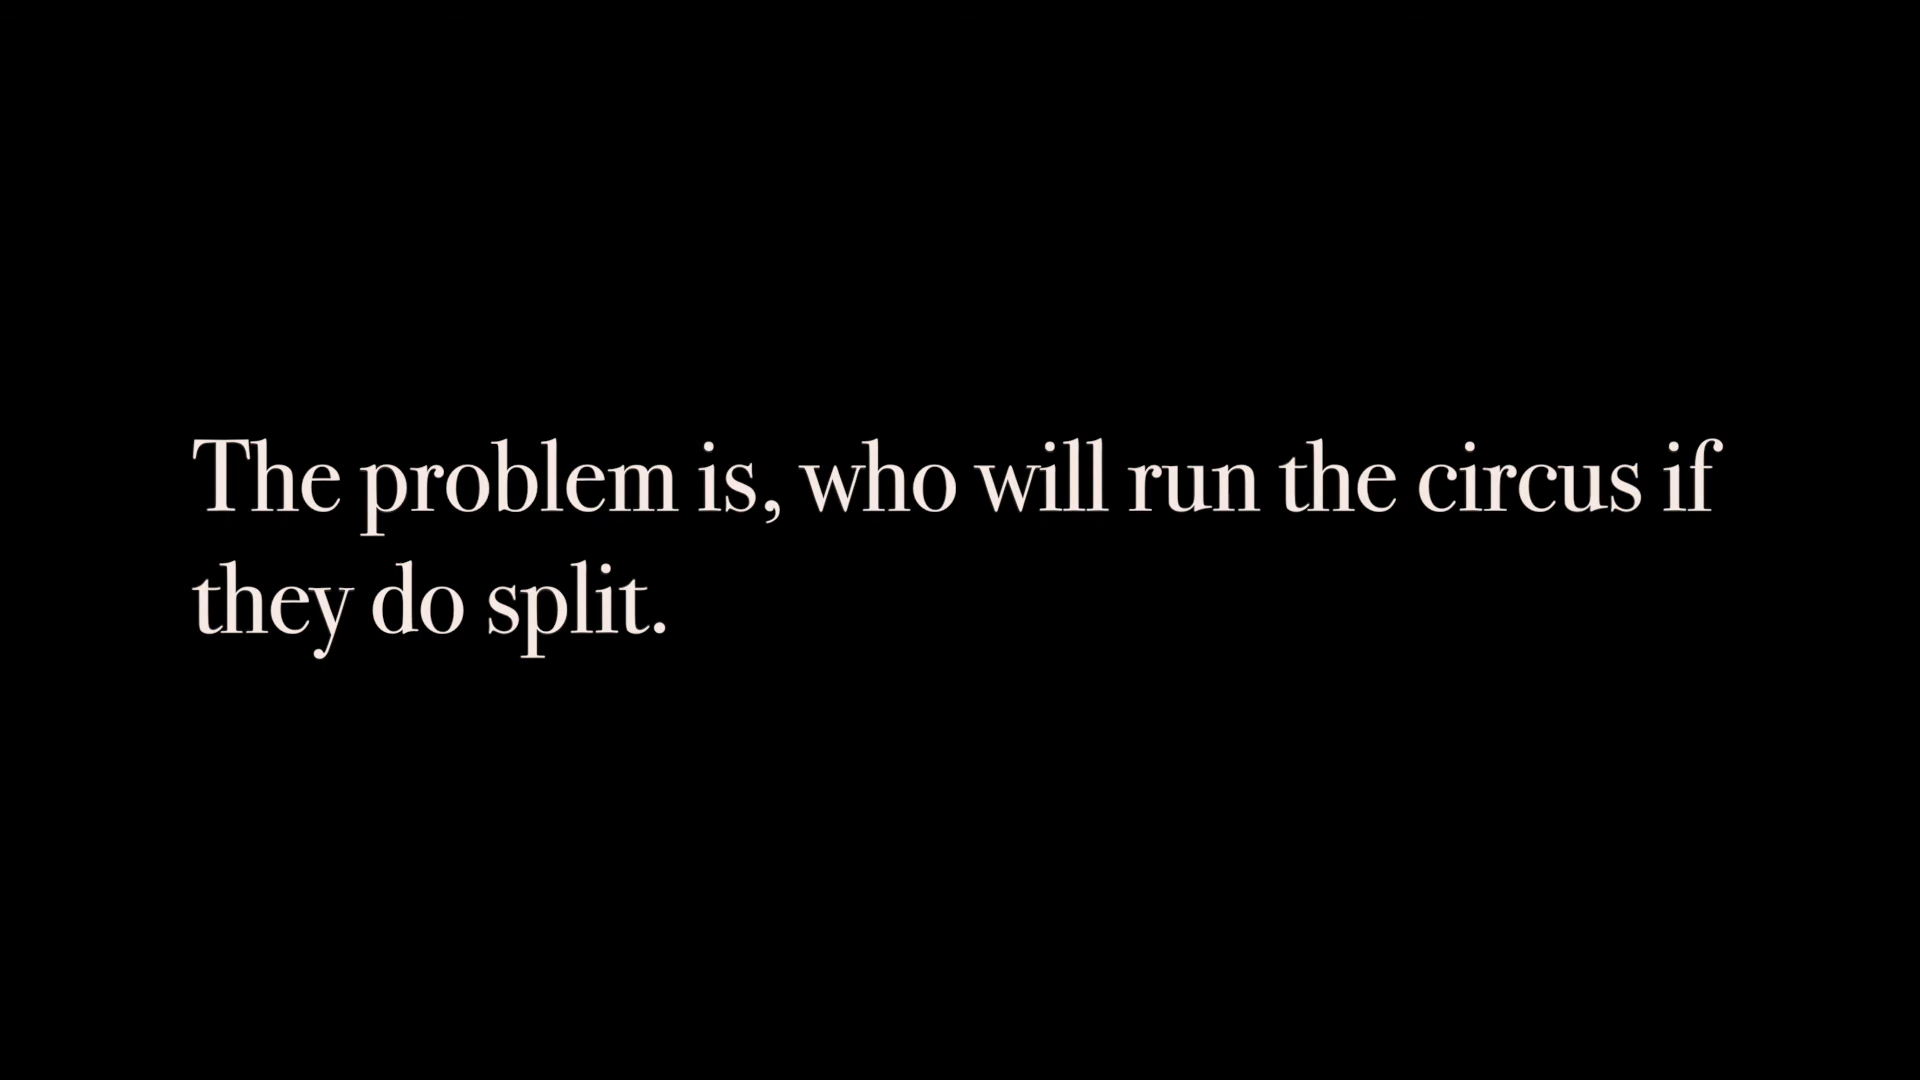 The problem is, who will run the circus if
they do split.